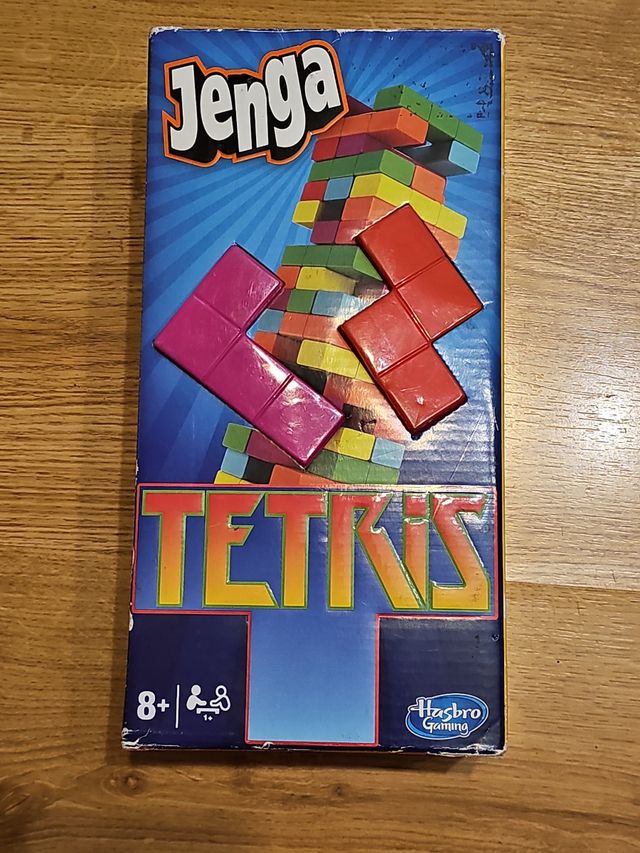 Jenga
TETRIS
8+
1+
Hasbro
Gaming